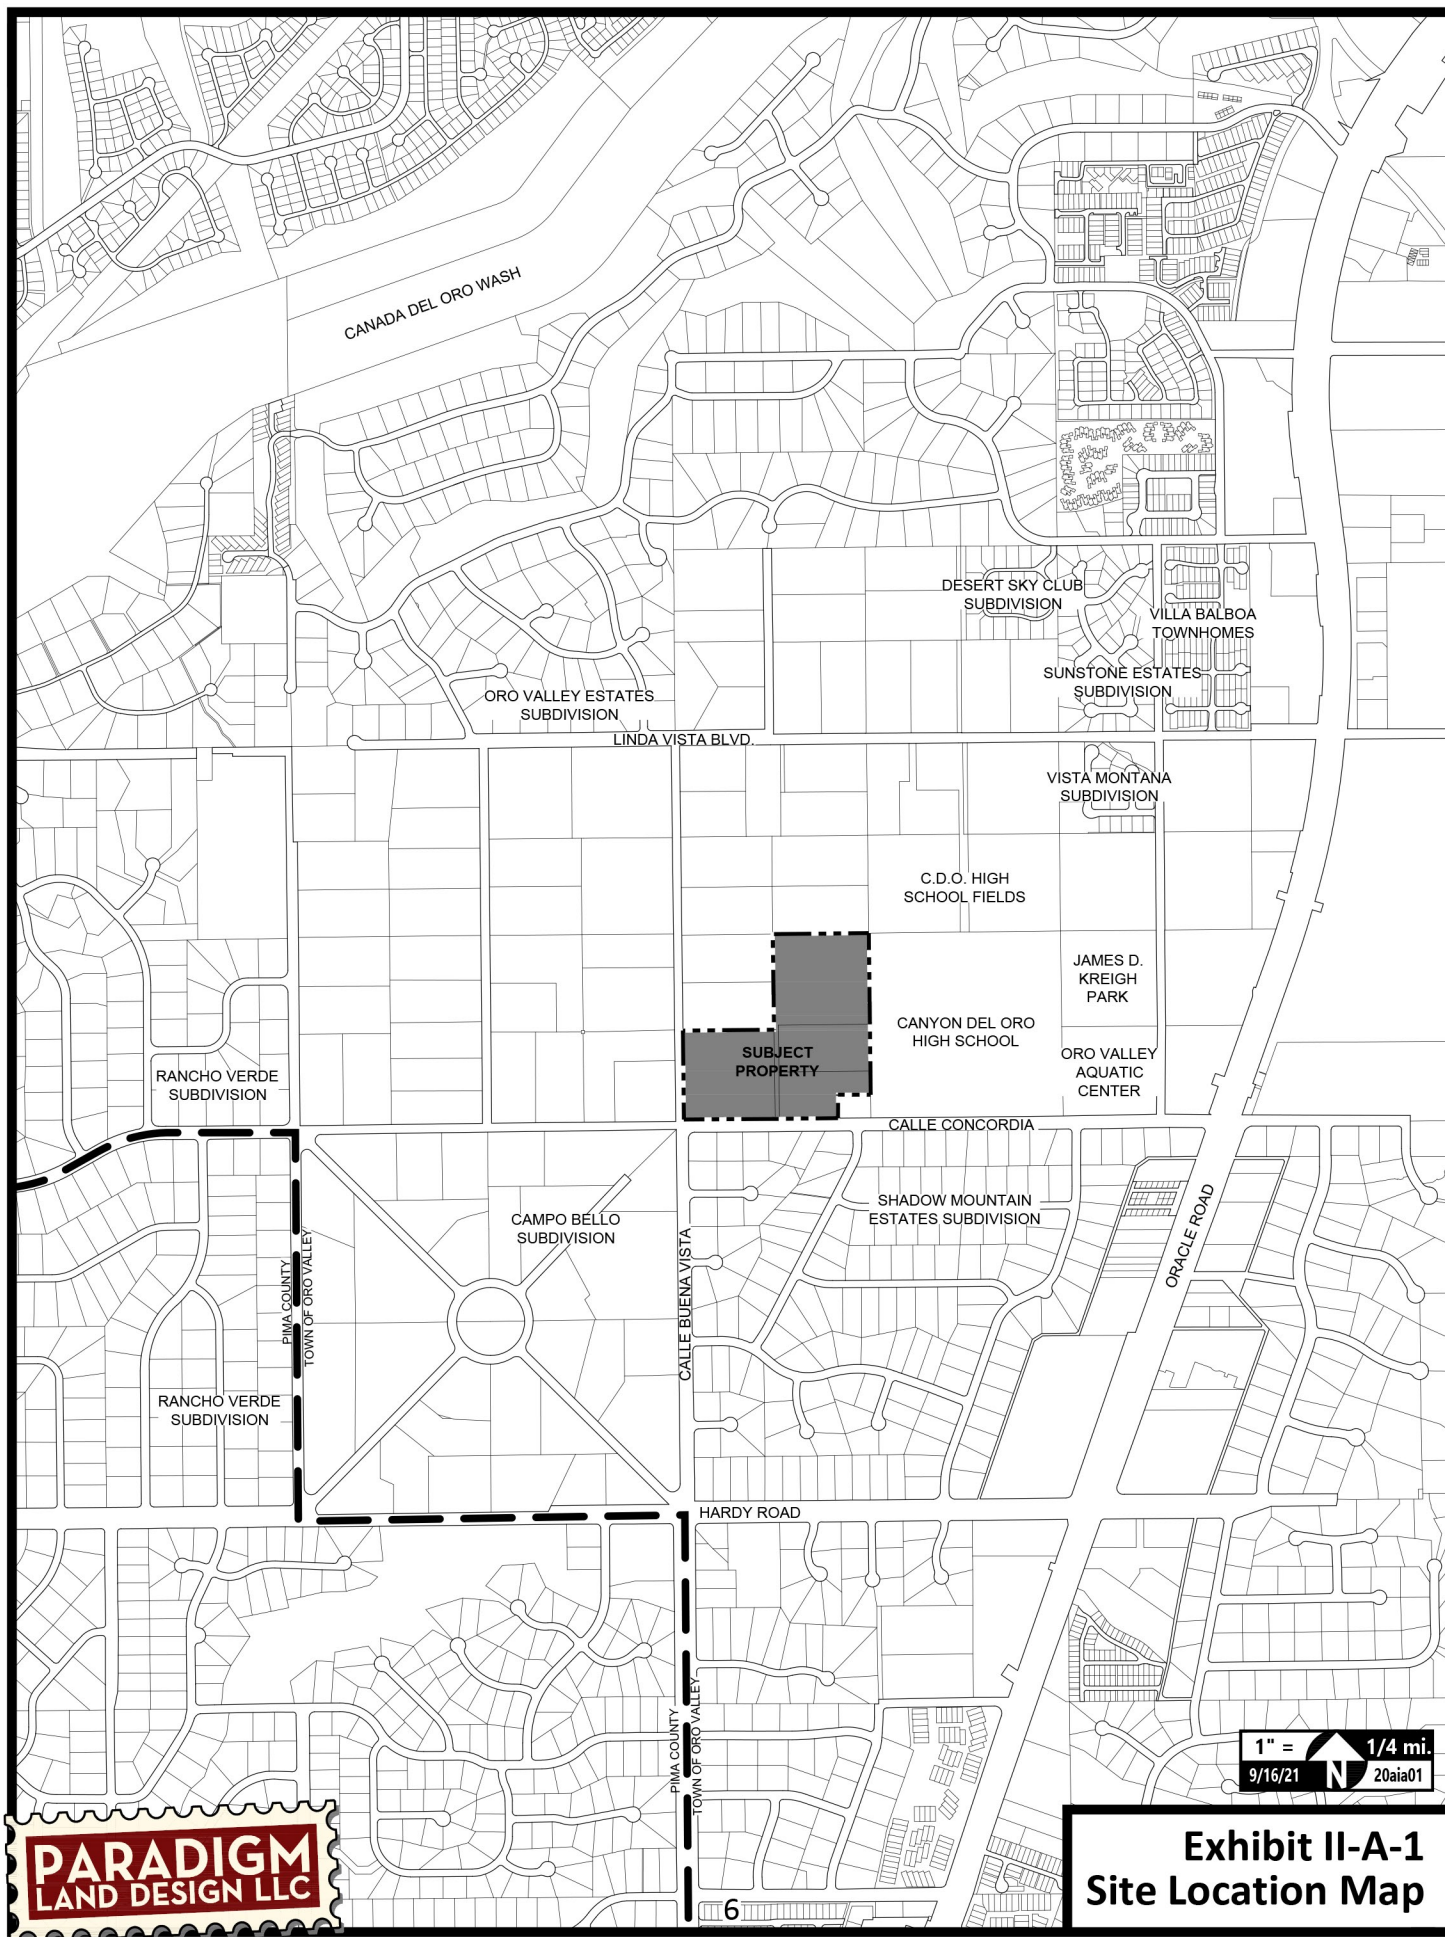 CANADA DEL ORO WASH
DESERT SKY CLUB
SUBDIVISION
VILLA BALBOA
TOWNHOMES
SUNSTONE ESTATES
SUBDIVISION
ORO VALLEY ESTATES
SUBDIVISION
LINDA VISTA BLVD.
VISTA MONTANA
SUBDIVISION
C.D.O. HIGH
SCHOOL FIELDS
JAMES D.
KREIGH
PARK
CANYON DEL ORO
HIGH SCHOOL
SUBJECT
PROPERTY
ORO VALLEY
AQUATIC
CENTER
RANCHO VERDE
SUBDIVISION
CALLE CONCORDIA
SHADOW MOUNTAIN
ESTATES SUBDIVISION
CAMPO BELLO
SUBDIVISION
ORACLE ROAD
CALLE BUENA VISTA
PIMA COUNTY
TOWN OF ORO VALLEY
RANCHO VERDE
SUBDIVISION
HARDY ROAD
PIMA COUNTY
TOWN OF ORO VALLEY
1" = 1/4 mi.
9/16/21 N 20aia01
PARADIGM
LAND DESIGN LLC
6
Exhibit II-A-1
Site Location Map